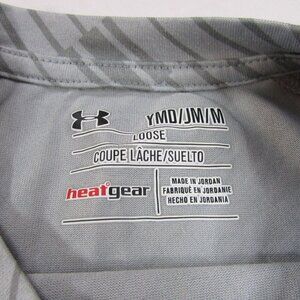 YMD/JM/M
LOOSE
COUPE LÂCHE/SUELTO
heatgear
MADE IN JORDAN
FABRIQUÉ EN JORDANIE
HECHO EN JORDANIA